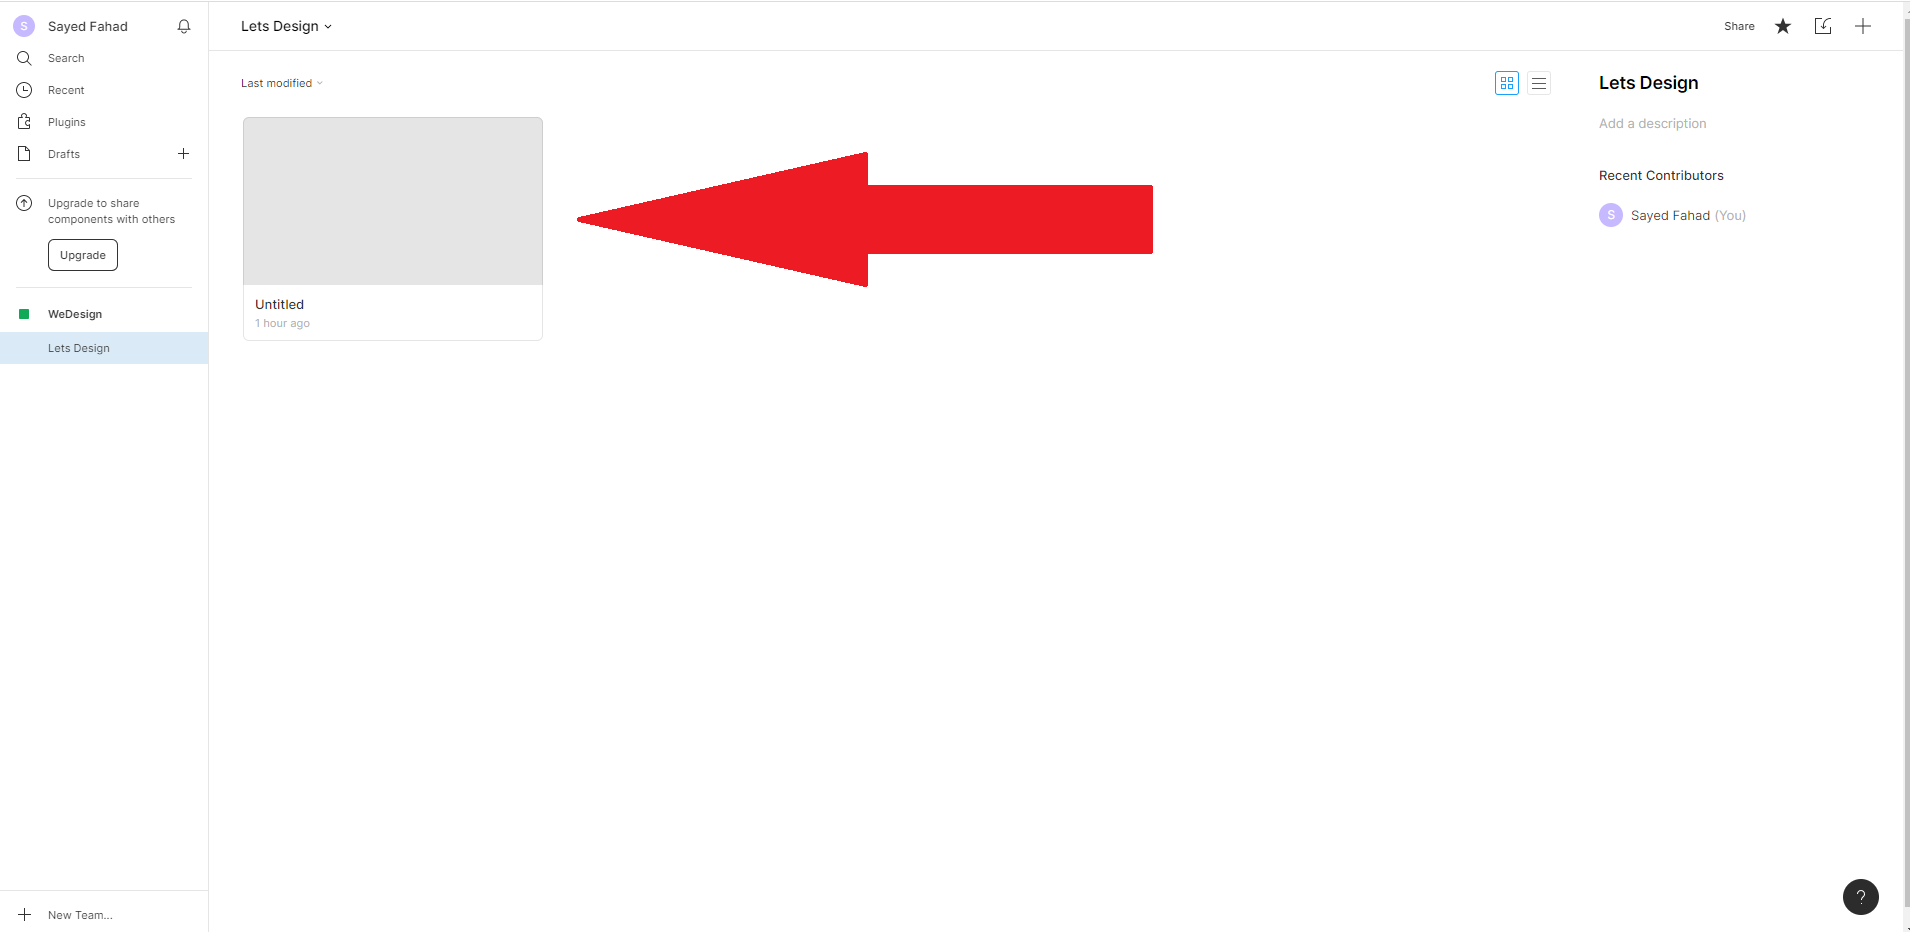 S Sayed Fahad
Search
Recent
Plugins
Drafts
Upgrade to share
components with others
Upgrade
WeDesign
Lets Design
New Team...
Lets Design
Share
Last modified
Untitled
1 hour ago
Lets Design
Add a description
Recent Contributors
S Sayed Fahad (You)
?